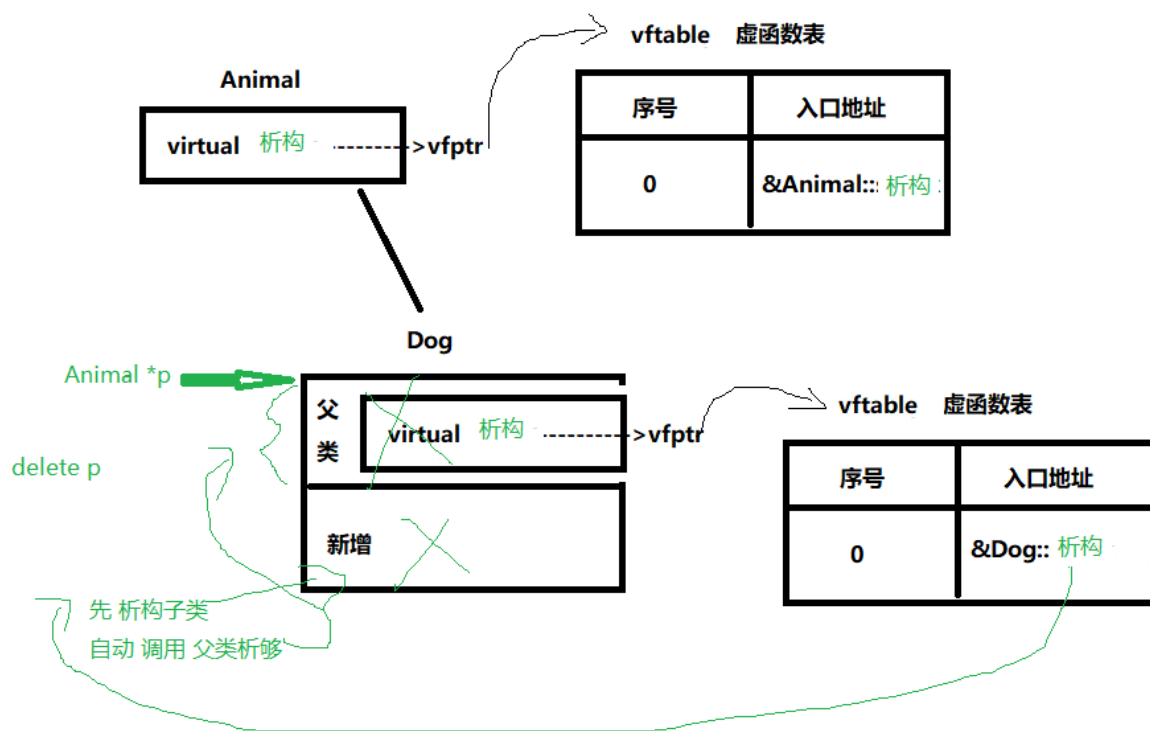 vftable 虚函数表
Animal
序号 入口地址
virtual 析构 -------->vfptr
0 &Animal:: 析构 :
Dog
Animal *p
父类
virtual 析构 -------->vfptr
vftable 虚函数表
delete p
序号 入口地址
新增
0 &Dog:: 析构
先 析构子类
自动 调用 父类析够